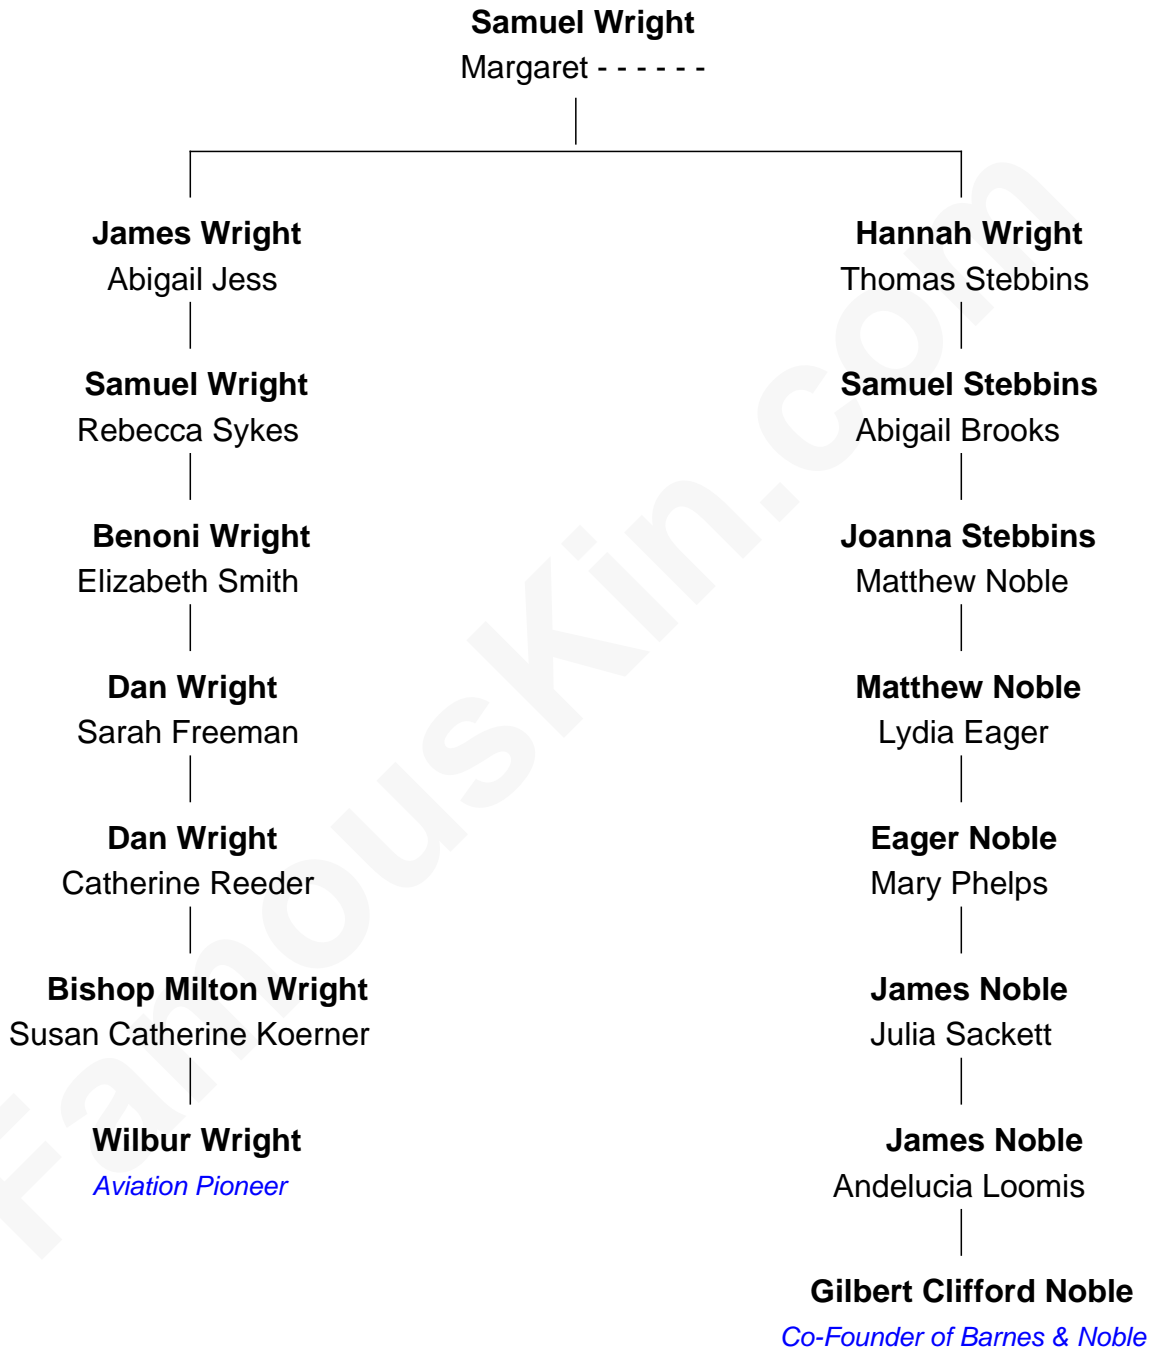 Samuel Wright
Margaret - - - - - -
James Wright
Abigail Jess
Hannah Wright
Thomas Stebbins
Samuel Wright
Rebecca Sykes
Samuel Stebbins
Abigail Brooks
Benoni Wright
Elizabeth Smith
Joanna Stebbins
Matthew Noble
Dan Wright
Sarah Freeman
Matthew Noble
Lydia Eager
Dan Wright
Catherine Reeder
Eager Noble
Mary Phelps
Bishop Milton Wright
Susan Catherine Koerner
James Noble
Julia Sackett
Wilbur Wright
Aviation Pioneer
James Noble
Andelucia Loomis
Gilbert Clifford Noble
Co-Founder of Barnes & Noble
FamousKin.com